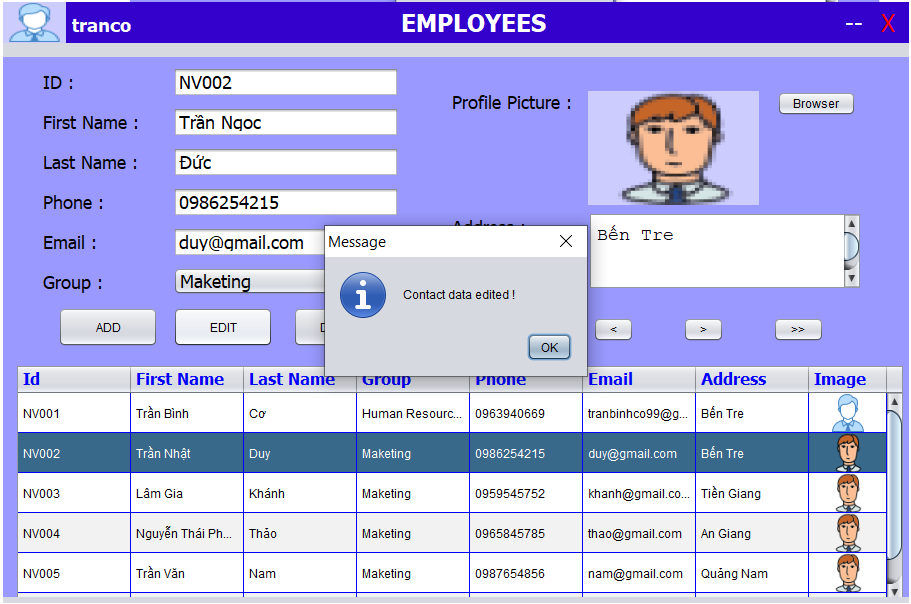 tranco EMPLOYEES -- X
ID : NV002
First Name : Trần Ngọc
Last Name : Đức
Phone : 0986254215
Email : duy@gmail.com
Group : Maketing
Profile Picture : Browser
Address : Bến Tre
Message
Contact data edited !
OK
ADD EDIT D < > >>
Id First Name Last Name Group Phone Email Address Image
NV001 Trần Bình Cơ Human Resourc... 0963940669 tranbinhco99@g... Bến Tre
NV002 Trần Nhật Duy Maketing 0986254215 duy@gmail.com Bến Tre
NV003 Lâm Gia Khánh Maketing 0959545752 khanh@gmail.co... Tiền Giang
NV004 Nguyễn Thái Ph... Thảo Maketing 0965845785 thao@gmail.com An Giang
NV005 Trần Văn Nam Maketing 0987654856 nam@gmail.com Quảng Nam